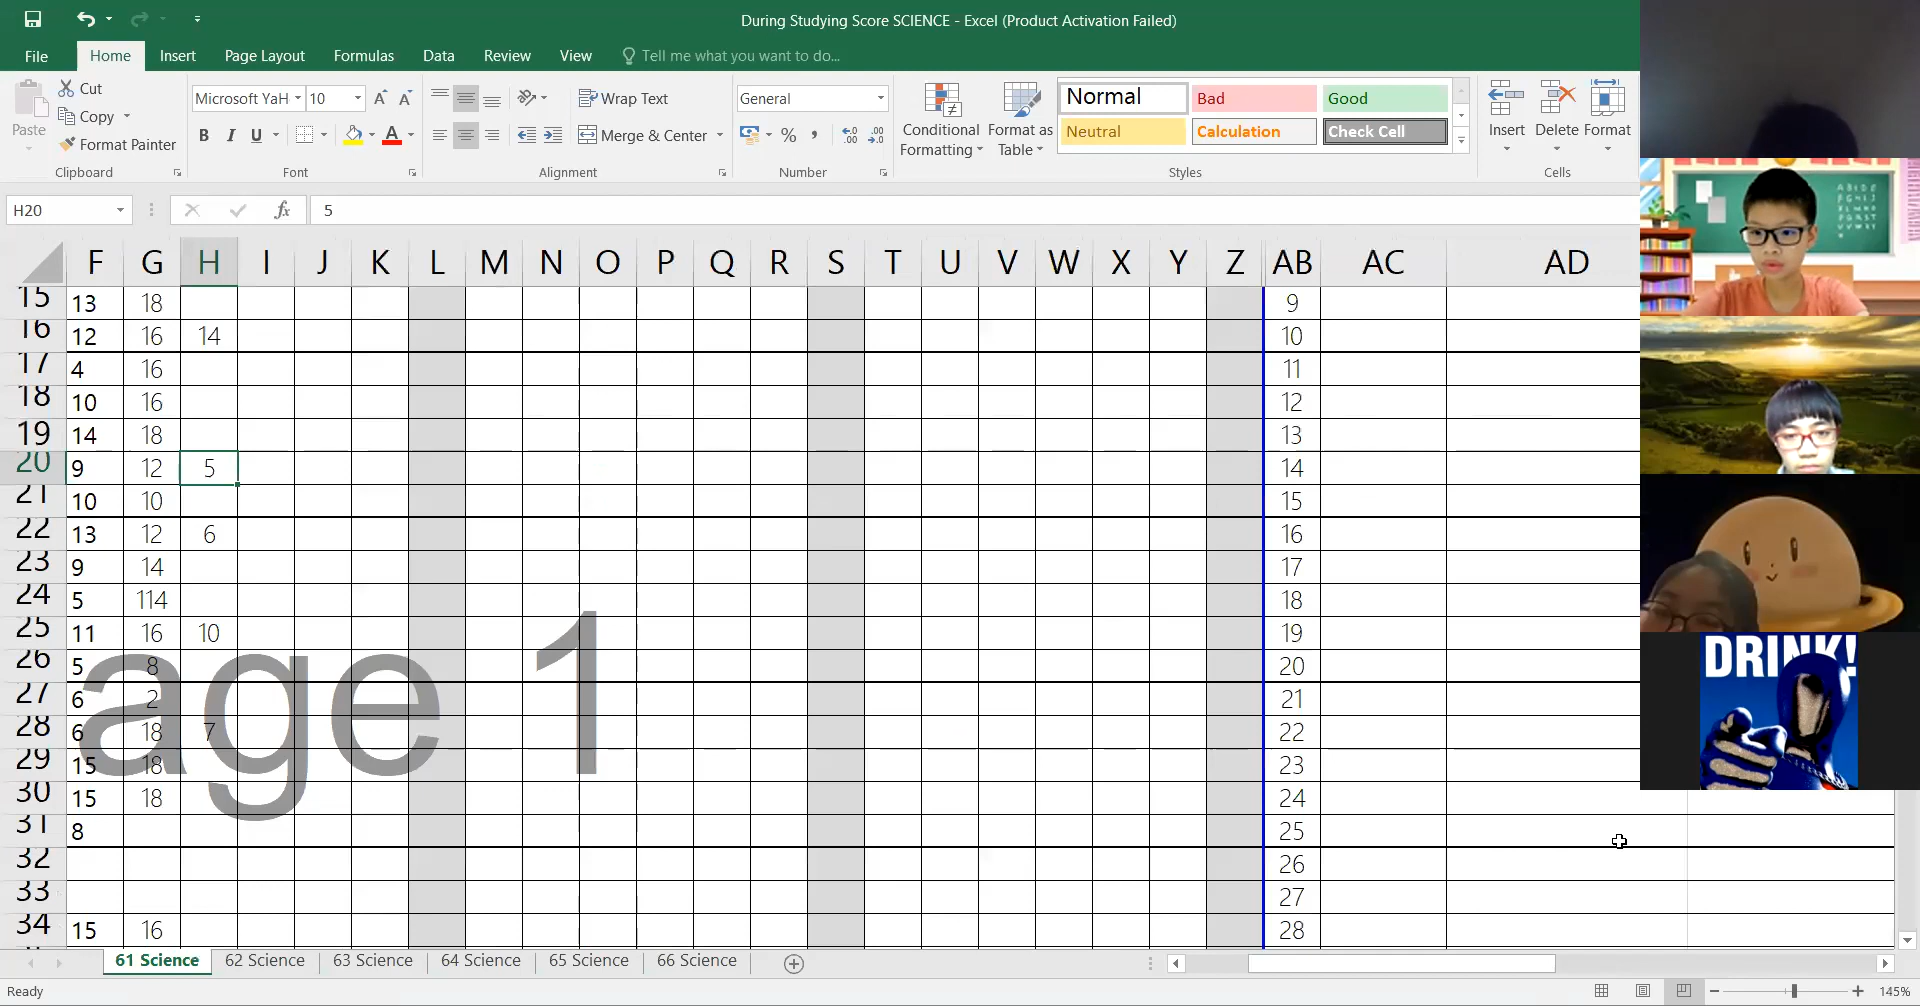 During Studying Score SCIENCE - Excel (Product Activation Failed)
File Home Insert Page Layout Formulas Data Review View Tell me what you want to do...
Paste
Cut
Copy
Format Painter
Clipboard
Microsoft YaH 10
B I U
Font
Wrap Text
Merge & Center
Alignment
General
%
Number
Conditional Formatting
Format as Table
Normal Bad Good
Neutral Calculation Check Cell
Styles
Insert Delete Format
Cells
H20 fx 5
F G H I J K L M N O P Q R S T U V W X Y Z AB AC AD
15 13 18 9
16 12 16 14 10
17 4 16 11
18 10 16 12
19 14 18 13
20 9 12 5 14
21 10 10 15
22 13 12 6 16
23 9 14 17
24 5 114 18
25 11 16 10 19
26 5 8 20
27 6 2 21
28 6 18 7 22
29 15 18 23
30 15 18 24
31 8 25
32 26
33 27
34 15 16 28
age 1
61 Science 62 Science 63 Science 64 Science 65 Science 66 Science
Ready 145%
DRINK!